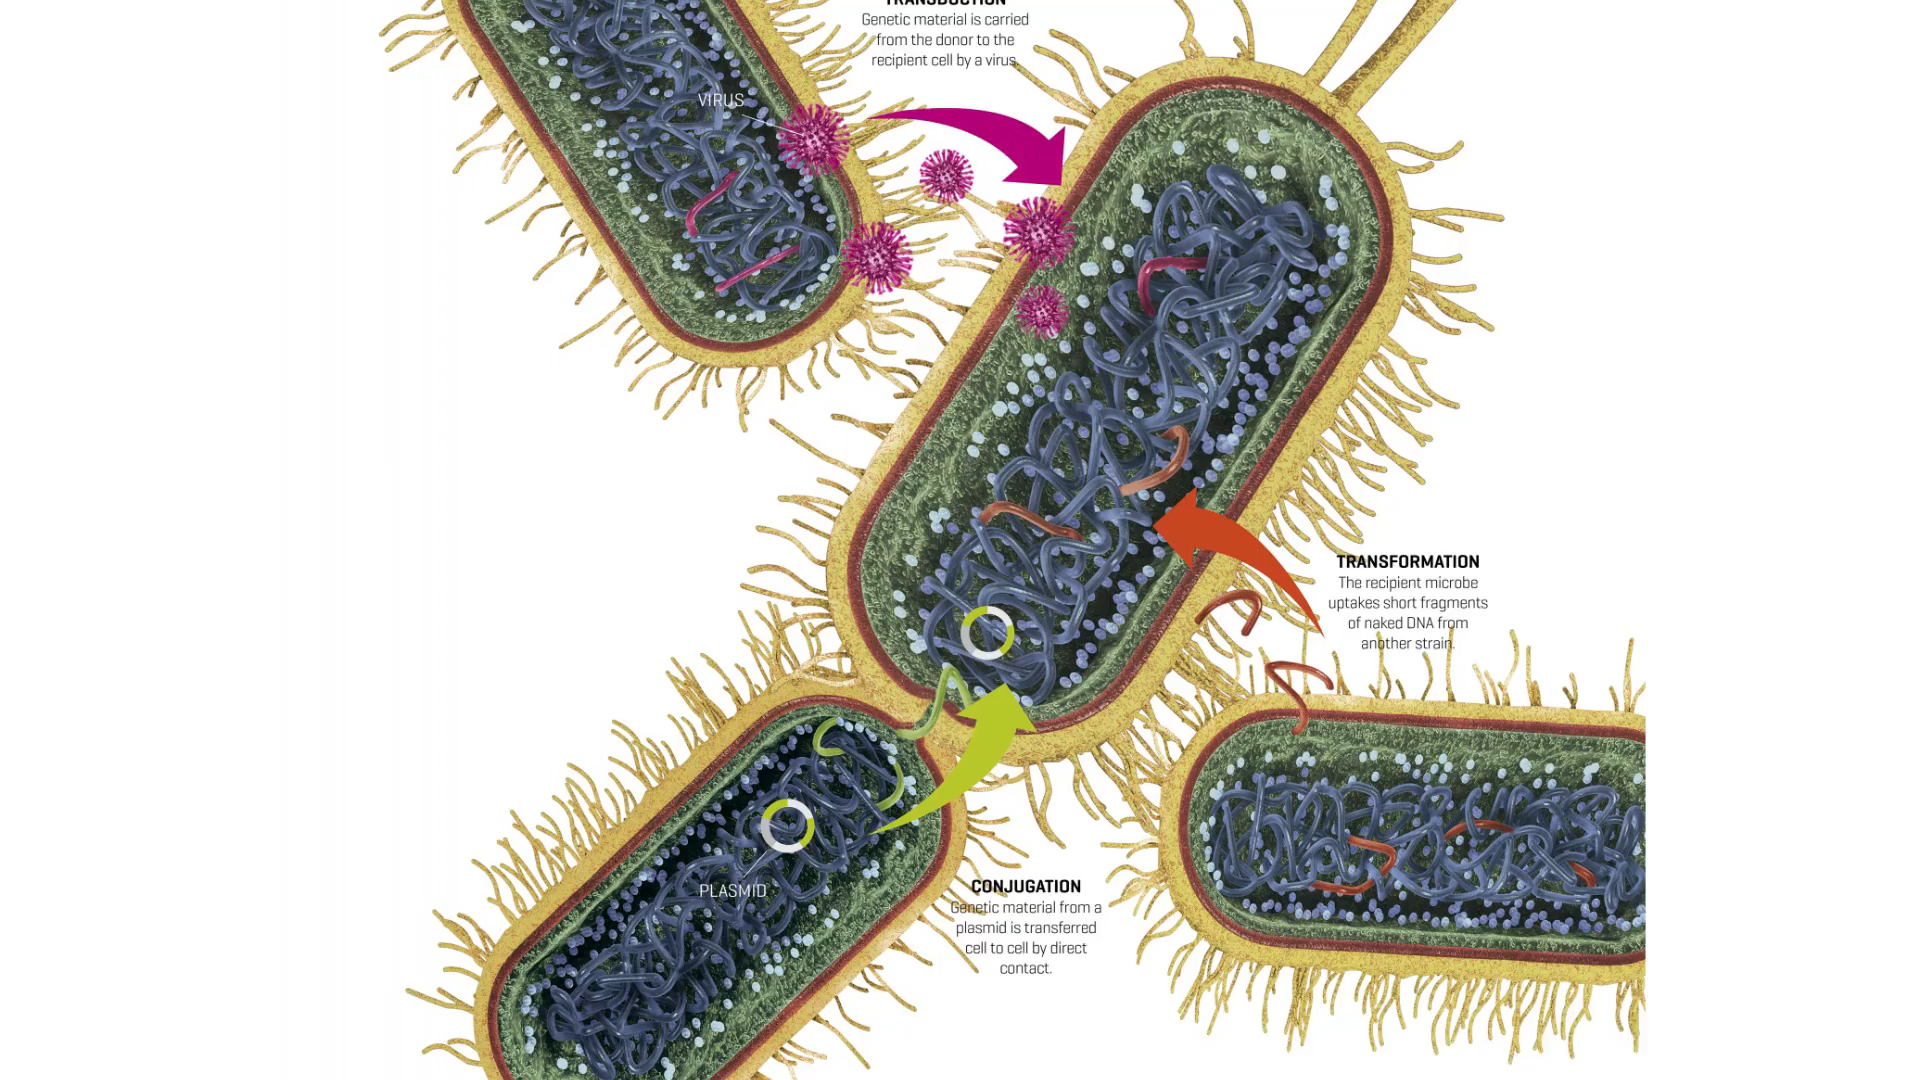 TRANSDUCTION
Genetic material is carried
from the donor to the
recipient cell by a virus.
VIRUS
TRANSFORMATION
The recipient microbe
uptakes short fragments
of naked DNA from
another strain.
PLASMID
CONJUGATION
Genetic material from a
plasmid is transferred
cell to cell by direct
contact.